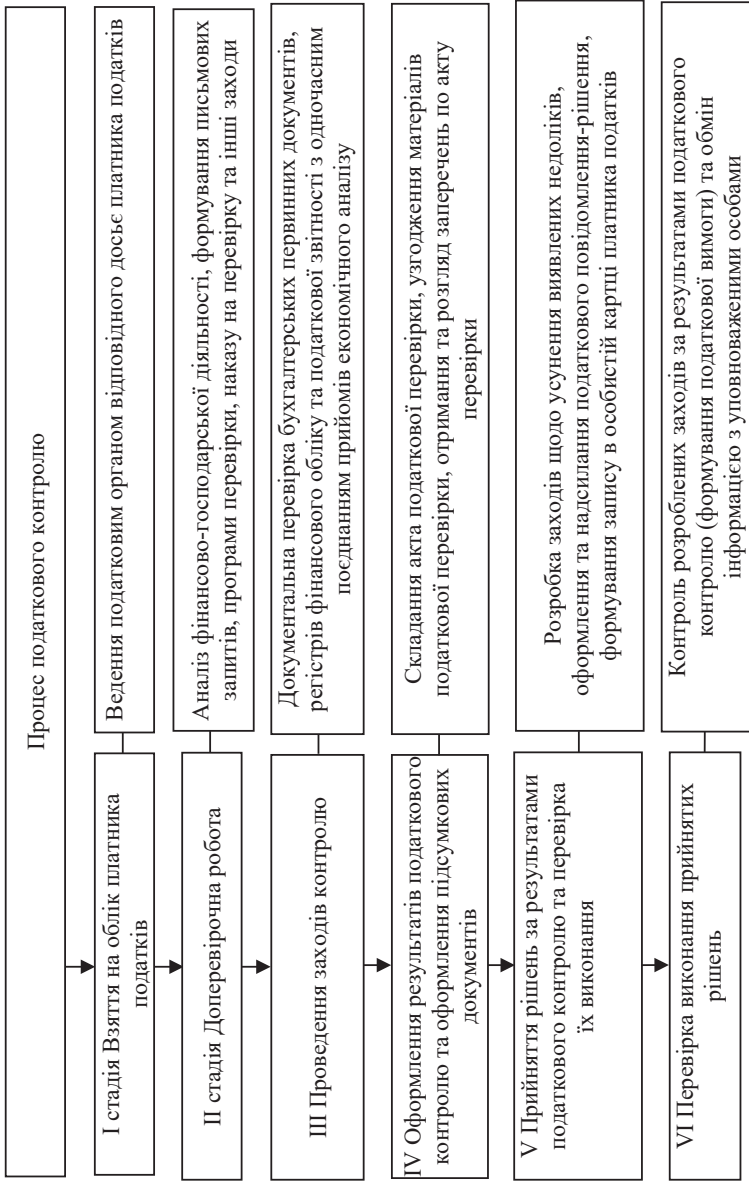 Процес податкового контролю
І стадія Взяття на облік платника
податків
Ведення податковим органом відповідного досьє платника податків
ІІ стадія Доперевірочна робота
Аналіз фінансово-господарської діяльності, формування письмових
запитів, програми перевірки, наказу на перевірку та інші заходи
ІІІ Проведення заходів контролю
Документальна перевірка бухгалтерських первинних документів,
регістрів фінансового обліку та податкової звітності з одночасним
поєднанням прийомів економічного аналізу
IV Оформлення результатів податкового
контролю та оформлення підсумкових
документів
Складання акта податкової перевірки, узгодження матеріалів
податкової перевірки, отримання та розгляд заперечень по акту
перевірки
V Прийняття рішень за результатами
податкового контролю та перевірка
їх виконання
Розробка заходів щодо усунення виявлених недоліків,
оформлення та надсилання податкового повідомлення-рішення,
формування запису в особистій картці платника податків
VI Перевірка виконання прийнятих
рішень
Контроль розроблених заходів за результатами податкового
контролю (формування податкової вимоги) та обмін
інформацією з уповноваженими особами